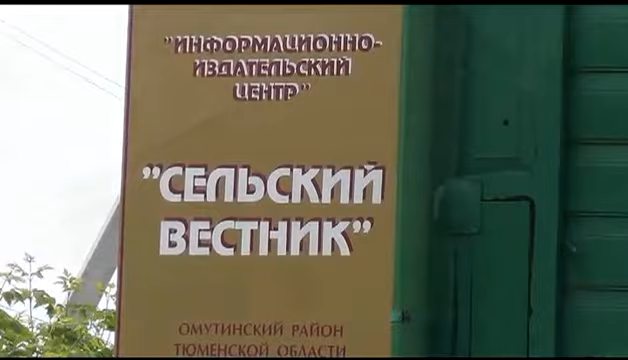 "ИНФОРМАЦИОННО-
ИЗДАТЕЛЬСКИЙ
ЦЕНТР"
"СЕЛЬСКИЙ
ВЕСТНИК"
ОМУТИНСКИЙ РАЙОН
ТЮМЕНСКОЙ ОБЛАСТИ